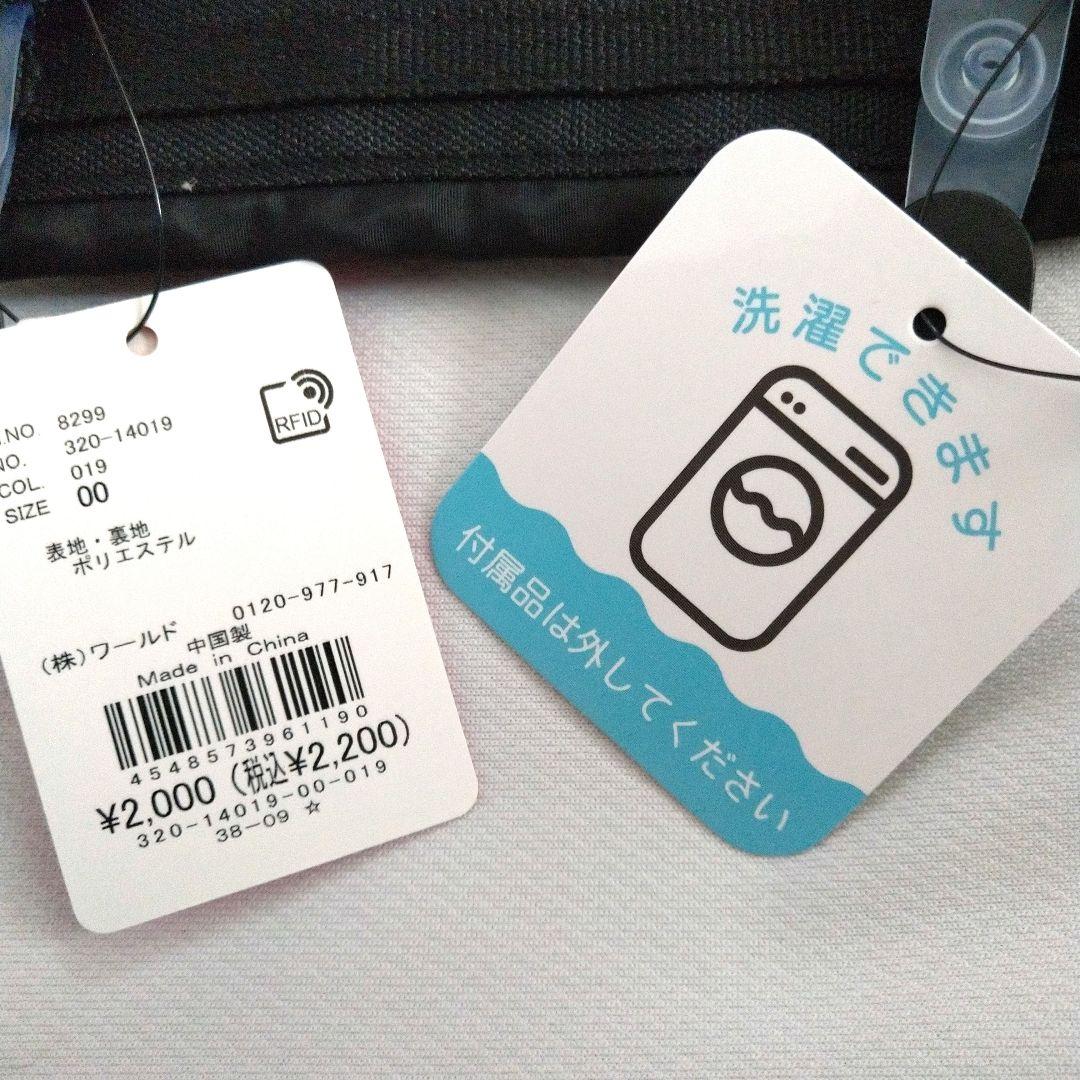 RFID
NO. 8299
NO. 320-14019
COL. 019
SIZE 00
表地・裏地
ポリエステル
0120-977-917
(株)ワールド
中国製
Made in China
4548573961190
¥2,000 (税込¥2,200)
320-14019-00-019
38-09 ☆
洗濯できます
付属品は外してください